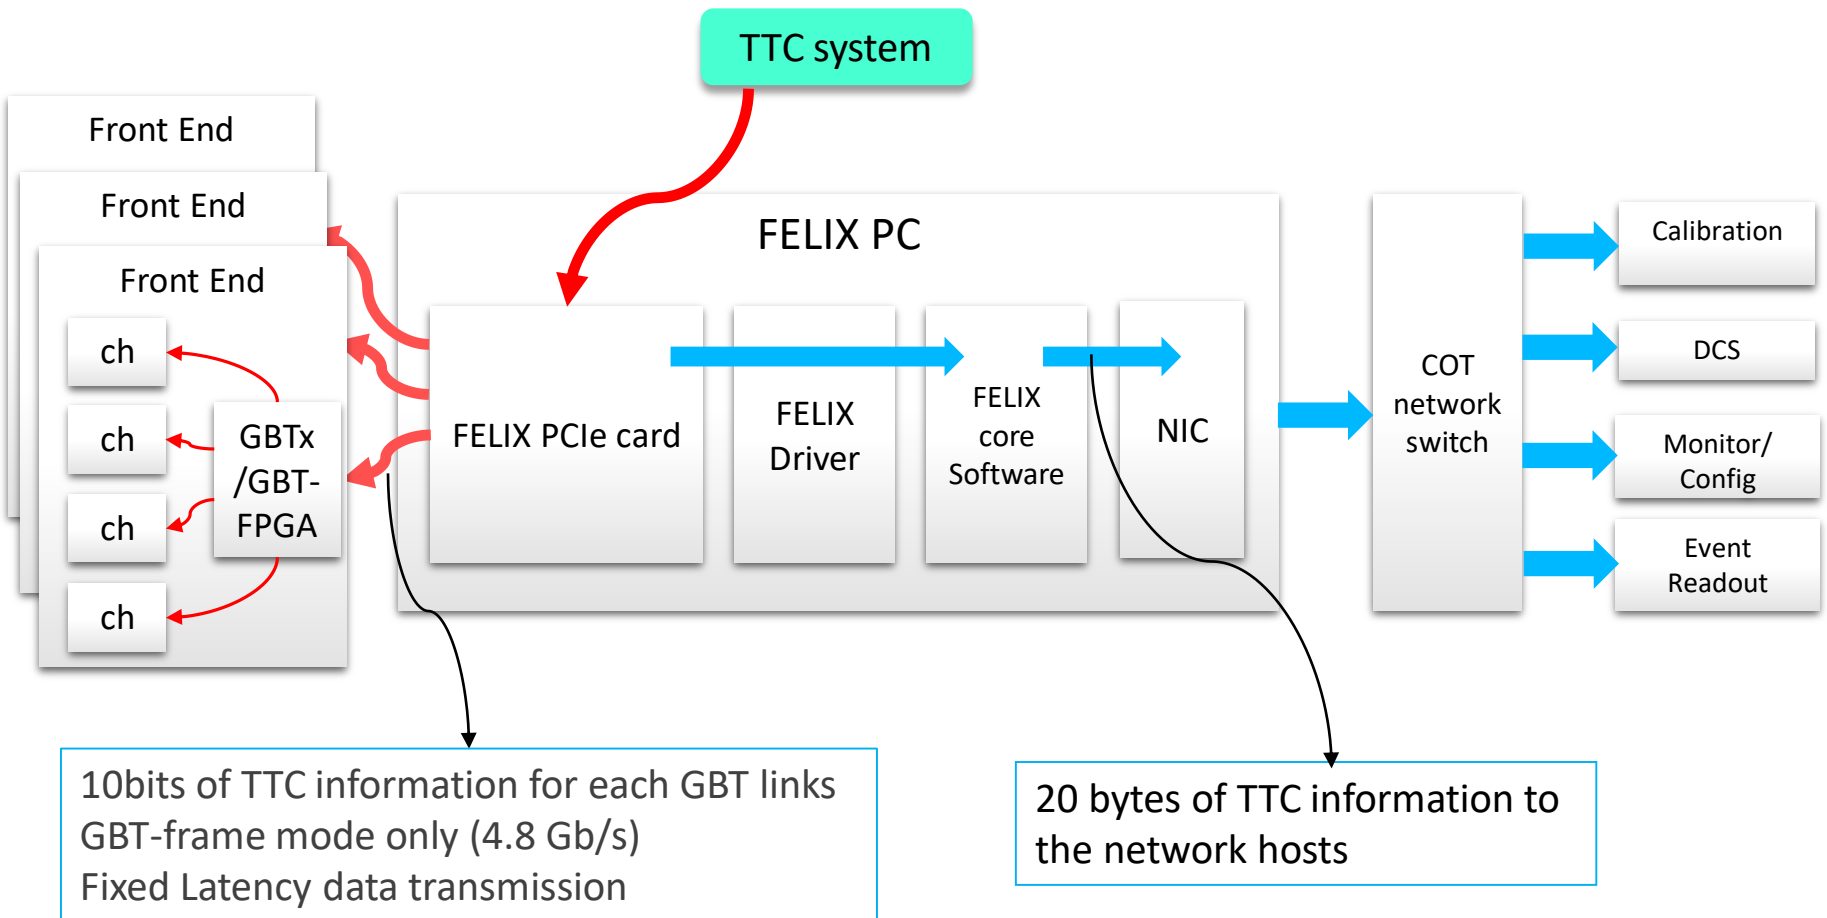 TTC system
Front End
Front End
Front End
ch
ch
ch
ch
GBTx
/GBT-
FPGA
FELIX PC
FELIX PCIe card
FELIX
Driver
FELIX
core
Software
NIC
COT
network
switch
Calibration
DCS
Monitor/
Config
Event
Readout
10bits of TTC information for each GBT links
GBT-frame mode only (4.8 Gb/s)
Fixed Latency data transmission
20 bytes of TTC information to
the network hosts